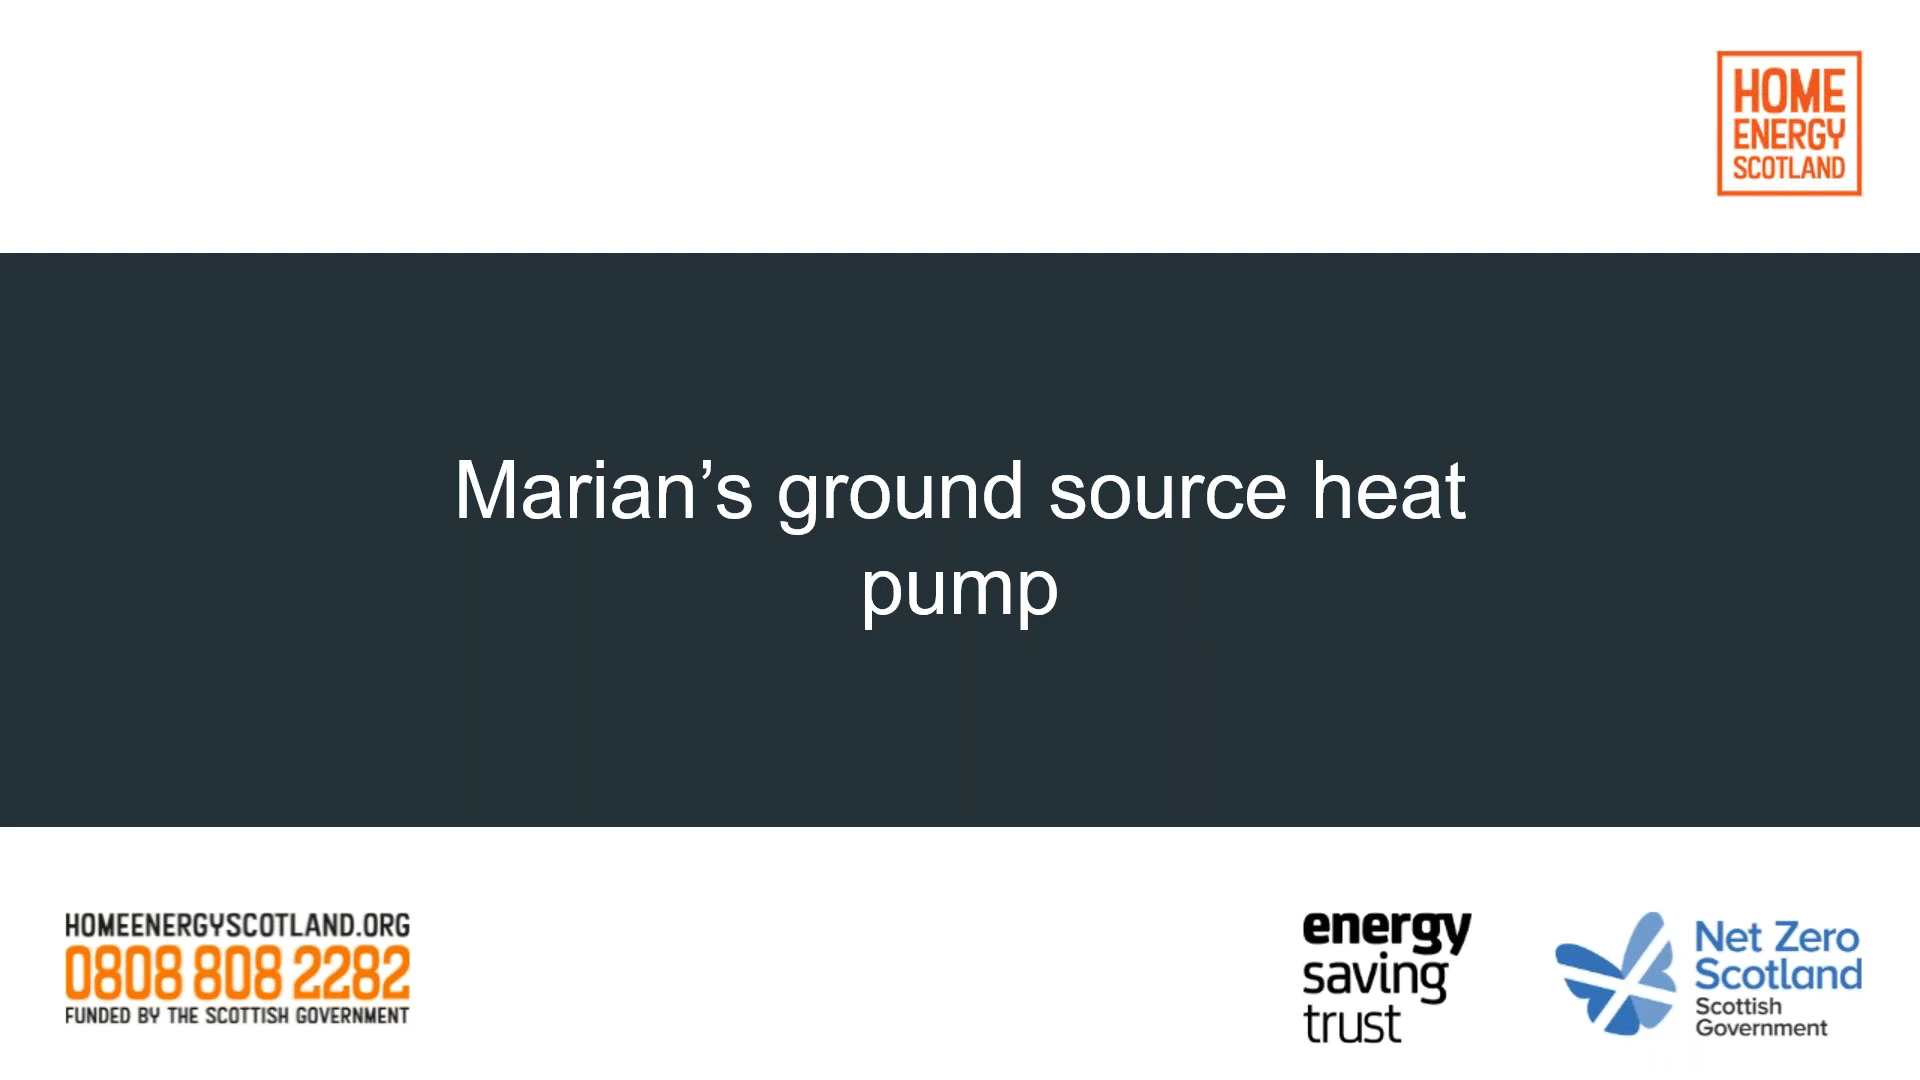 HOME
ENERGY
SCOTLAND
Marian’s ground source heat
pump
HOMEENERGYSCOTLAND.ORG
0808 808 2282
FUNDED BY THE SCOTTISH GOVERNMENT
energy
saving
trust
Net Zero
Scotland
Scottish
Government